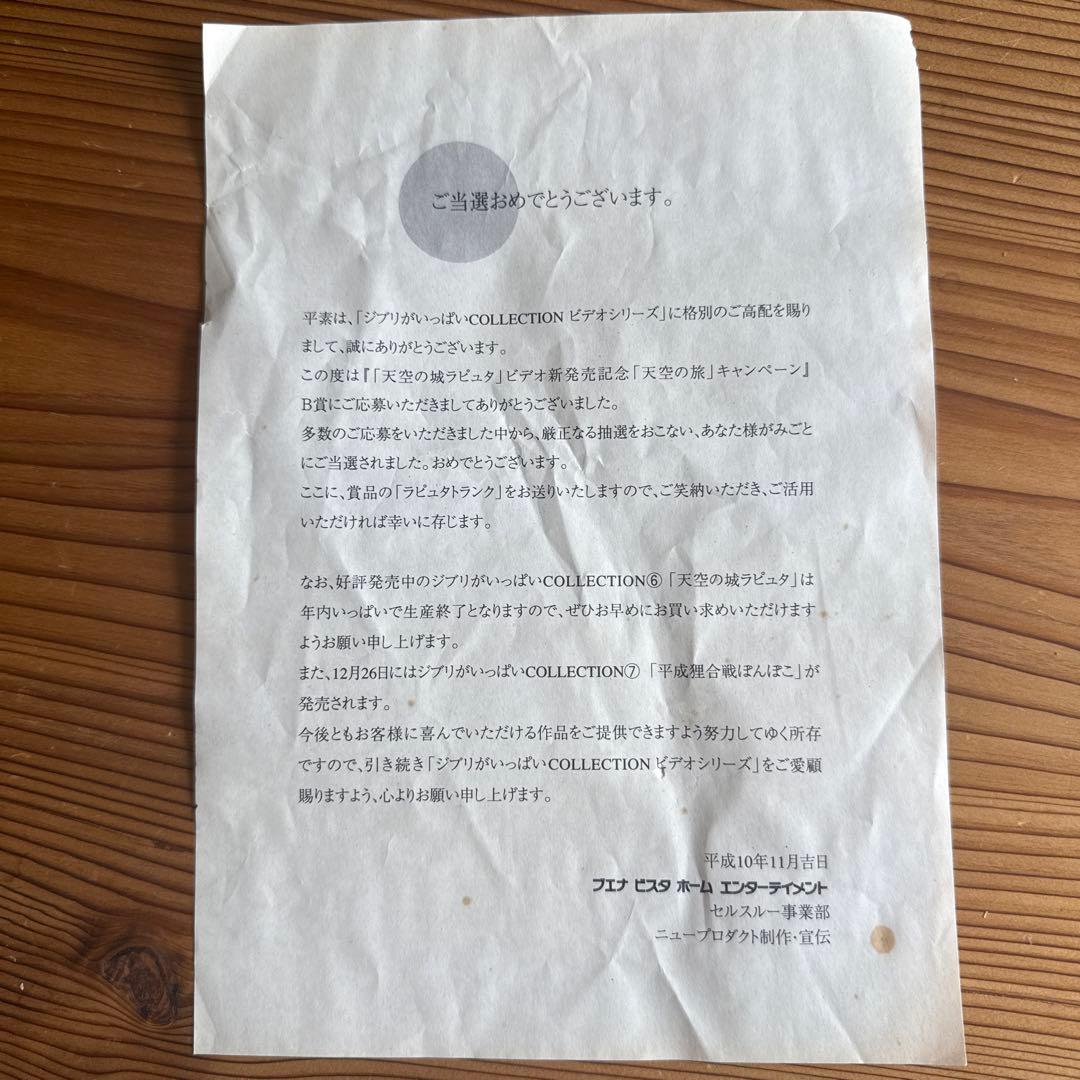 ご当選おめでとうございます。
平素は、「ジブリがいっぱいCOLLECTION ビデオシリーズ」に格別のご高配を賜り
まして、誠にありがとうございます。
この度は『「天空の城ラピュタ」ビデオ新発売記念「天空の旅」キャンペーン』
B賞にご応募いただきましてありがとうございました。
多数のご応募をいただきました中から、厳正なる抽選をおこない、あなた様がみごと
にご当選されました。おめでとうございます。
ここに、賞品の「ラピュタトランク」をお送りいたしますので、ご笑納いただき、ご活用
いただければ幸いに存じます。
なお、好評発売中のジブリがいっぱいCOLLECTION⑥「天空の城ラピュタ」は
年内いっぱいで生産終了となりますので、ぜひお早めにお買い求めいただけます
ようお願い申し上げます。
また、12月26日にはジブリがいっぱいCOLLECTION⑦ 「平成狸合戦ぽんぽこ」が
発売されます。
今後ともお客様に喜んでいただける作品をご提供できますよう努力してゆく所存
ですので、引き続き「ジブリがいっぱいCOLLECTION ビデオシリーズ」をご愛顧
賜りますよう、心よりお願い申し上げます。
平成10年11月吉日
ブエナ ビスタ ホーム エンターテイメント
セルスルー事業部
ニュープロダクト制作・宣伝